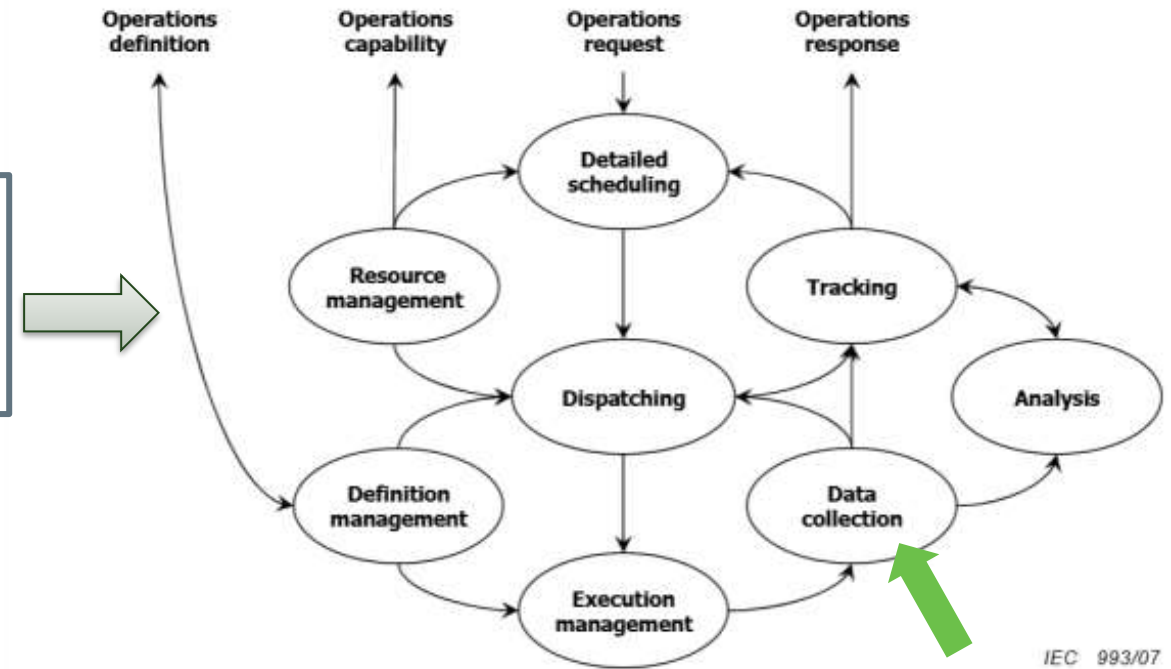 Operations
definition
Operations
capability
Operations
request
Operations
response
Detailed
scheduling
Resource
management
Tracking
Dispatching
Analysis
Definition
management
Data
collection
Execution
management
IEC 993/07